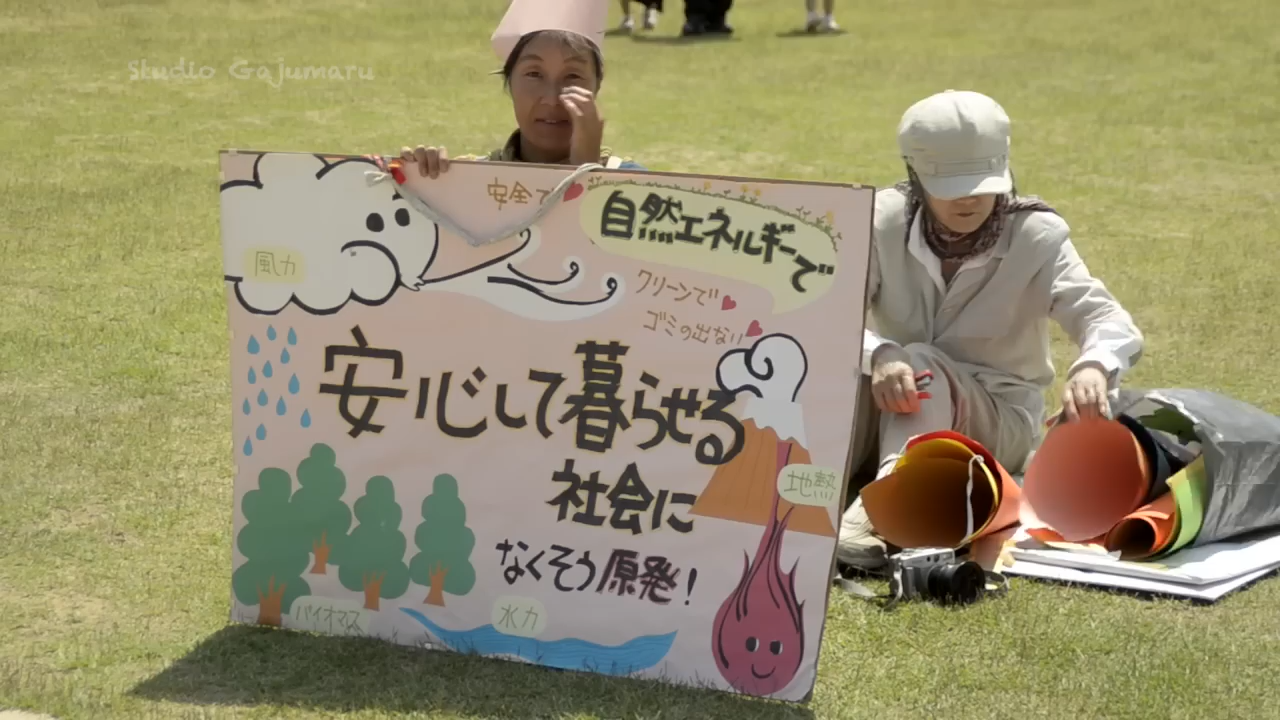 Studio Gajumaru
安全で
自然エネルギーで
風力
クリーンで
ゴミの出ない
安心して暮らせる
社会に
地熱
なくそう原発!
バイオマス
水力